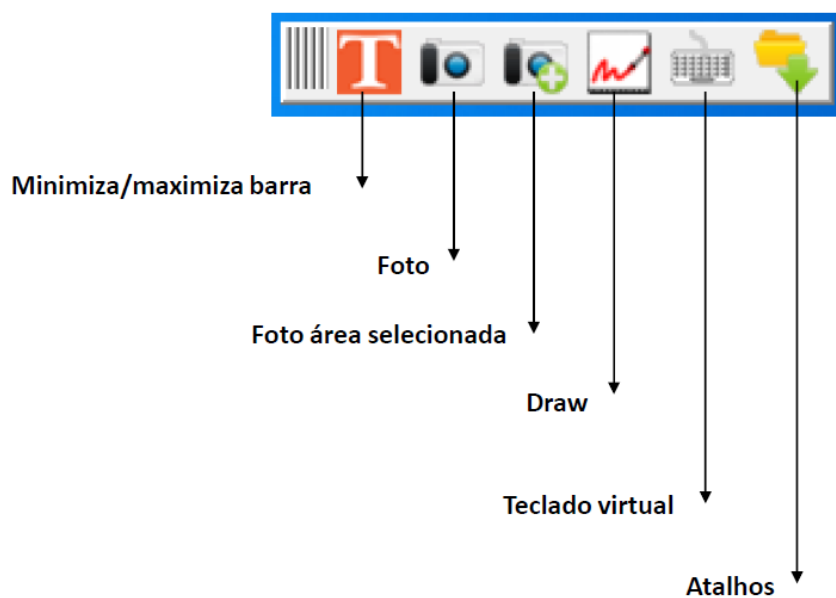 T
Minimiza/maximiza barra
Foto
Foto área selecionada
Draw
Teclado virtual
Atalhos